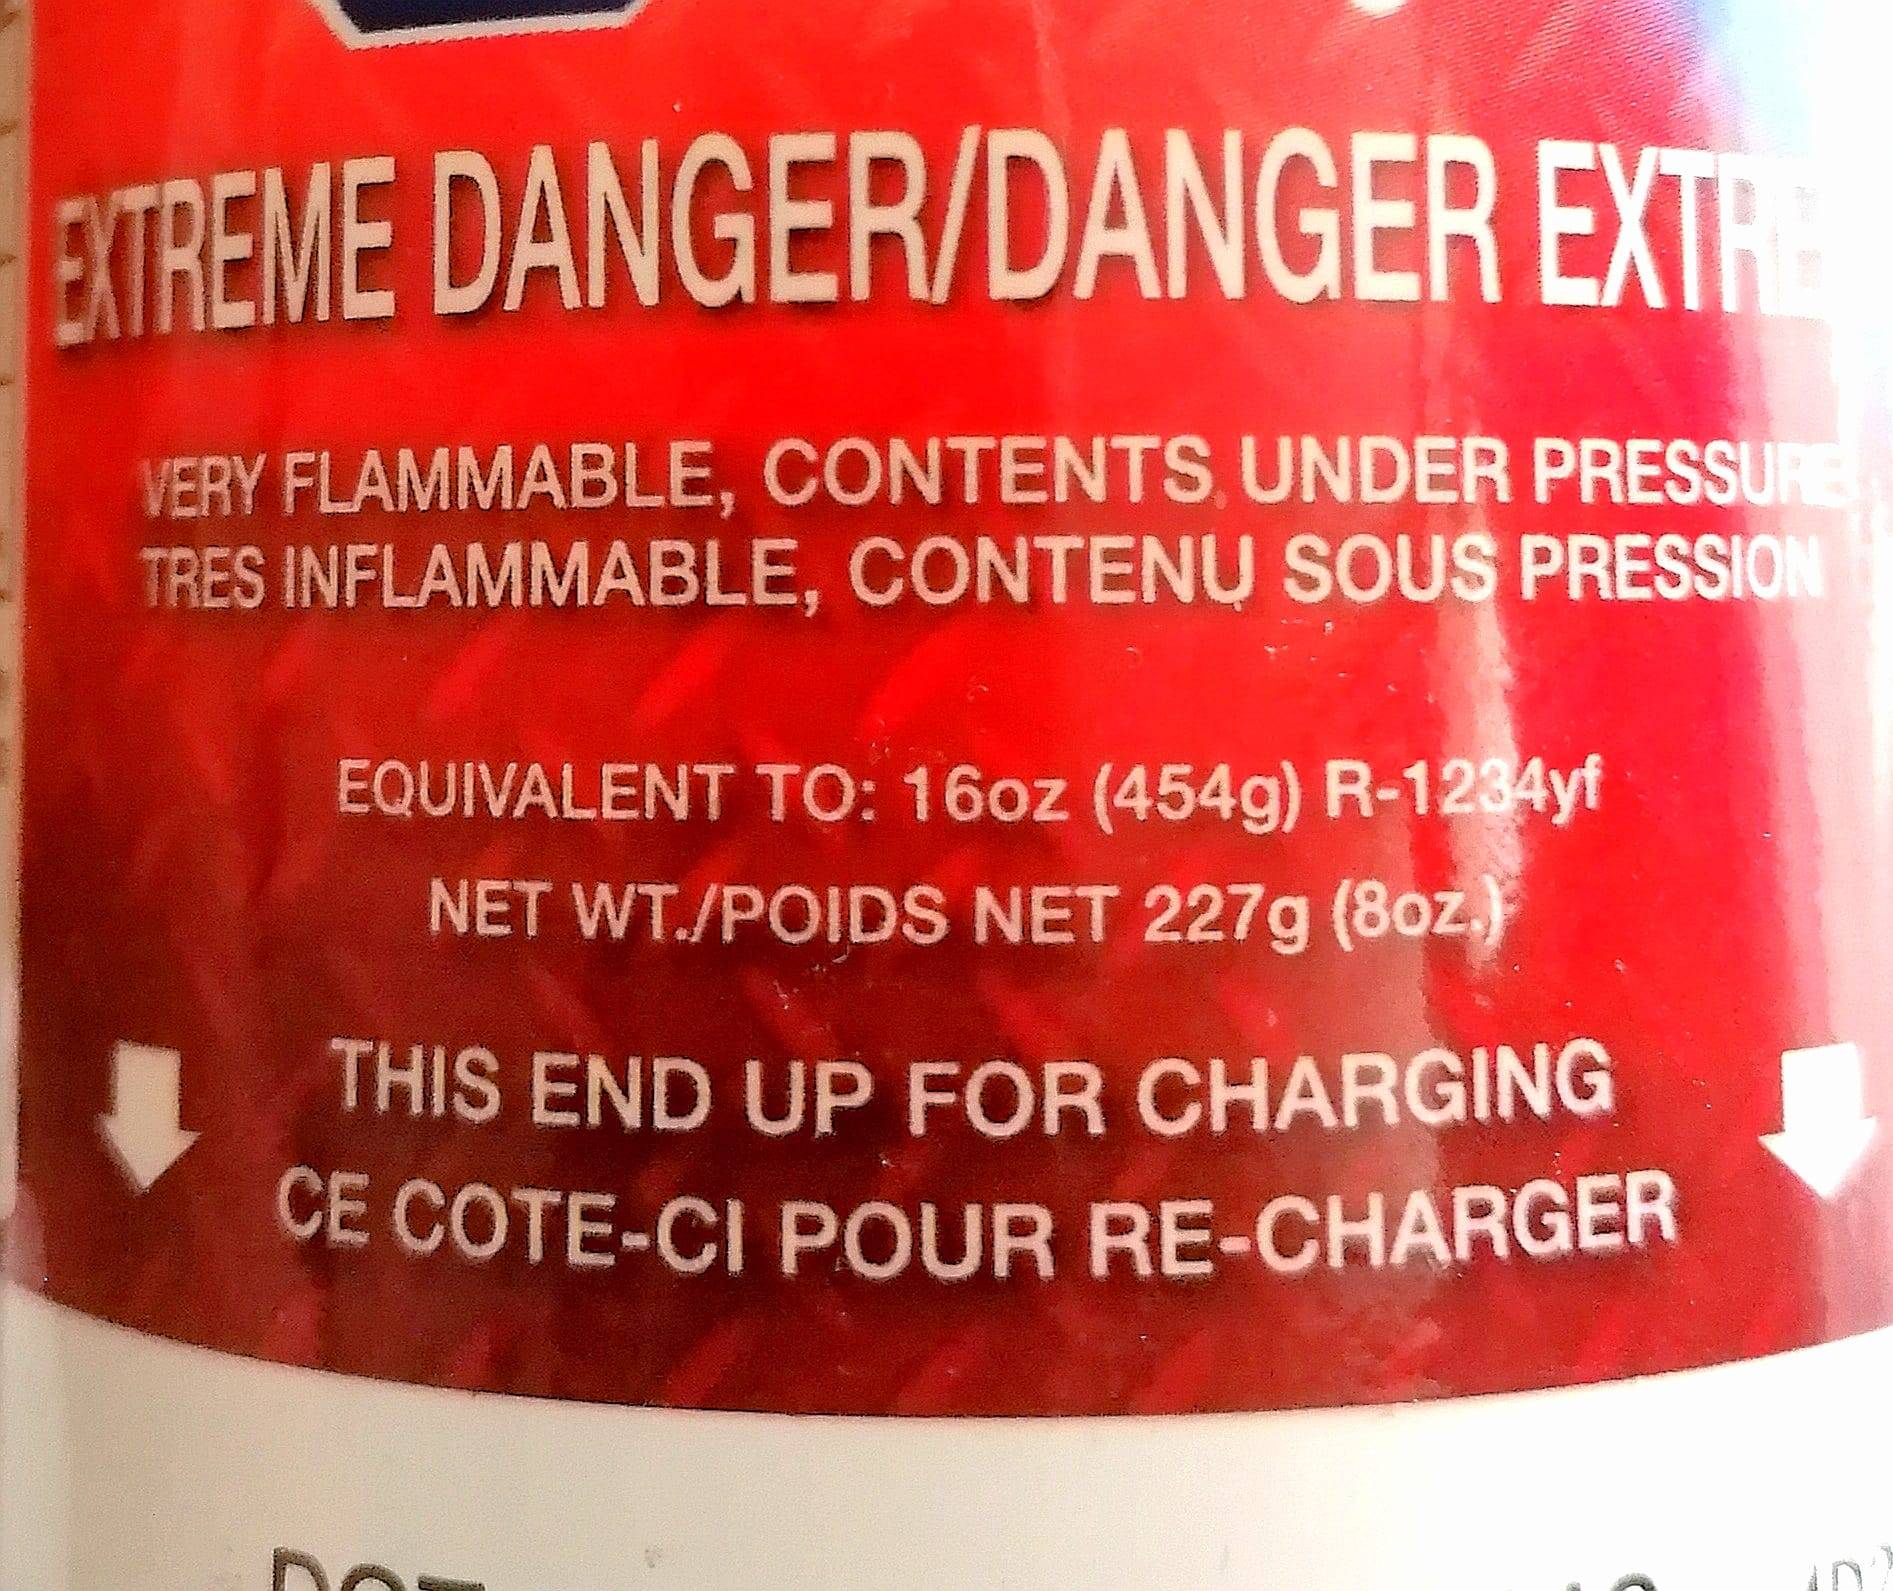 EXTREME DANGER/DANGER EXTRE
VERY FLAMMABLE, CONTENTS UNDER PRESSURE
TRES INFLAMMABLE, CONTENU SOUS PRESSION
EQUIVALENT TO: 16oz (454g) R-1234yf
NET WT./POIDS NET 227g (8oz.)
THIS END UP FOR CHARGING
CE COTE-CI POUR RE-CHARGER